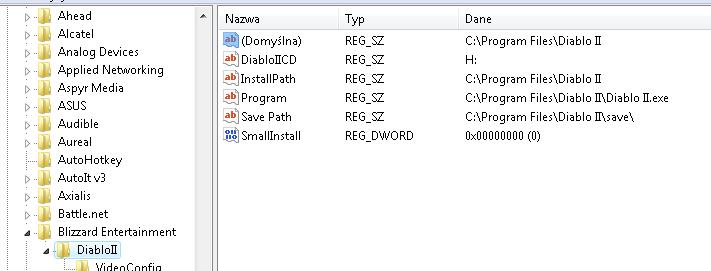 Ahead
Alcatel
Analog Devices
Applied Networking
Aspyr Media
ASUS
Audible
Aureal
AutoHotkey
AutoIt v3
Axialis
Battle.net
Blizzard Entertainment
DiabloII
VideoConfig
Nazwa Typ Dane
(Domyślna) REG_SZ C:\Program Files\Diablo II
DiabloIICD REG_SZ H:
InstallPath REG_SZ C:\Program Files\Diablo II
Program REG_SZ C:\Program Files\Diablo II\Diablo II.exe
Save Path REG_SZ C:\Program Files\Diablo II\save\
SmallInstall REG_DWORD 0x00000000 (0)